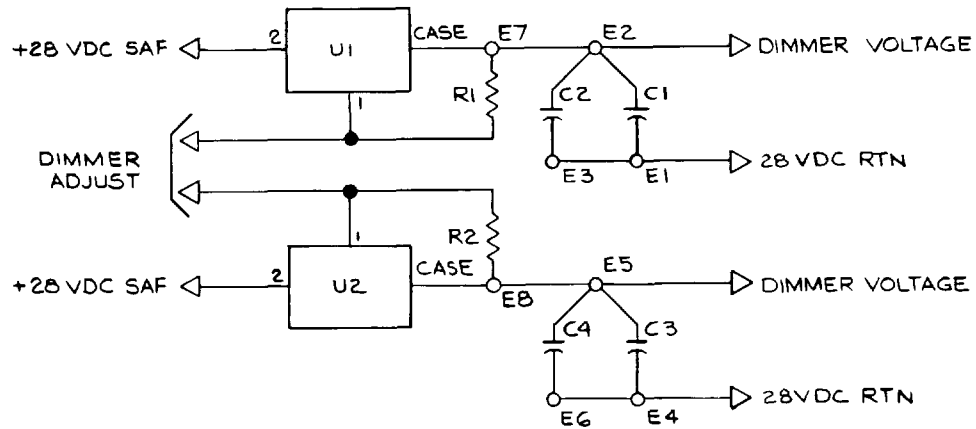 +28 VDC SAF
2
U1
CASE
E7
E2
DIMMER VOLTAGE
1
R1
C2
C1
DIMMER
ADJUST
E3
E1
28 VDC RTN
1
R2
+28 VDC SAF
2
U2
CASE
E8
E5
DIMMER VOLTAGE
C4
C3
E6
E4
28VDC RTN